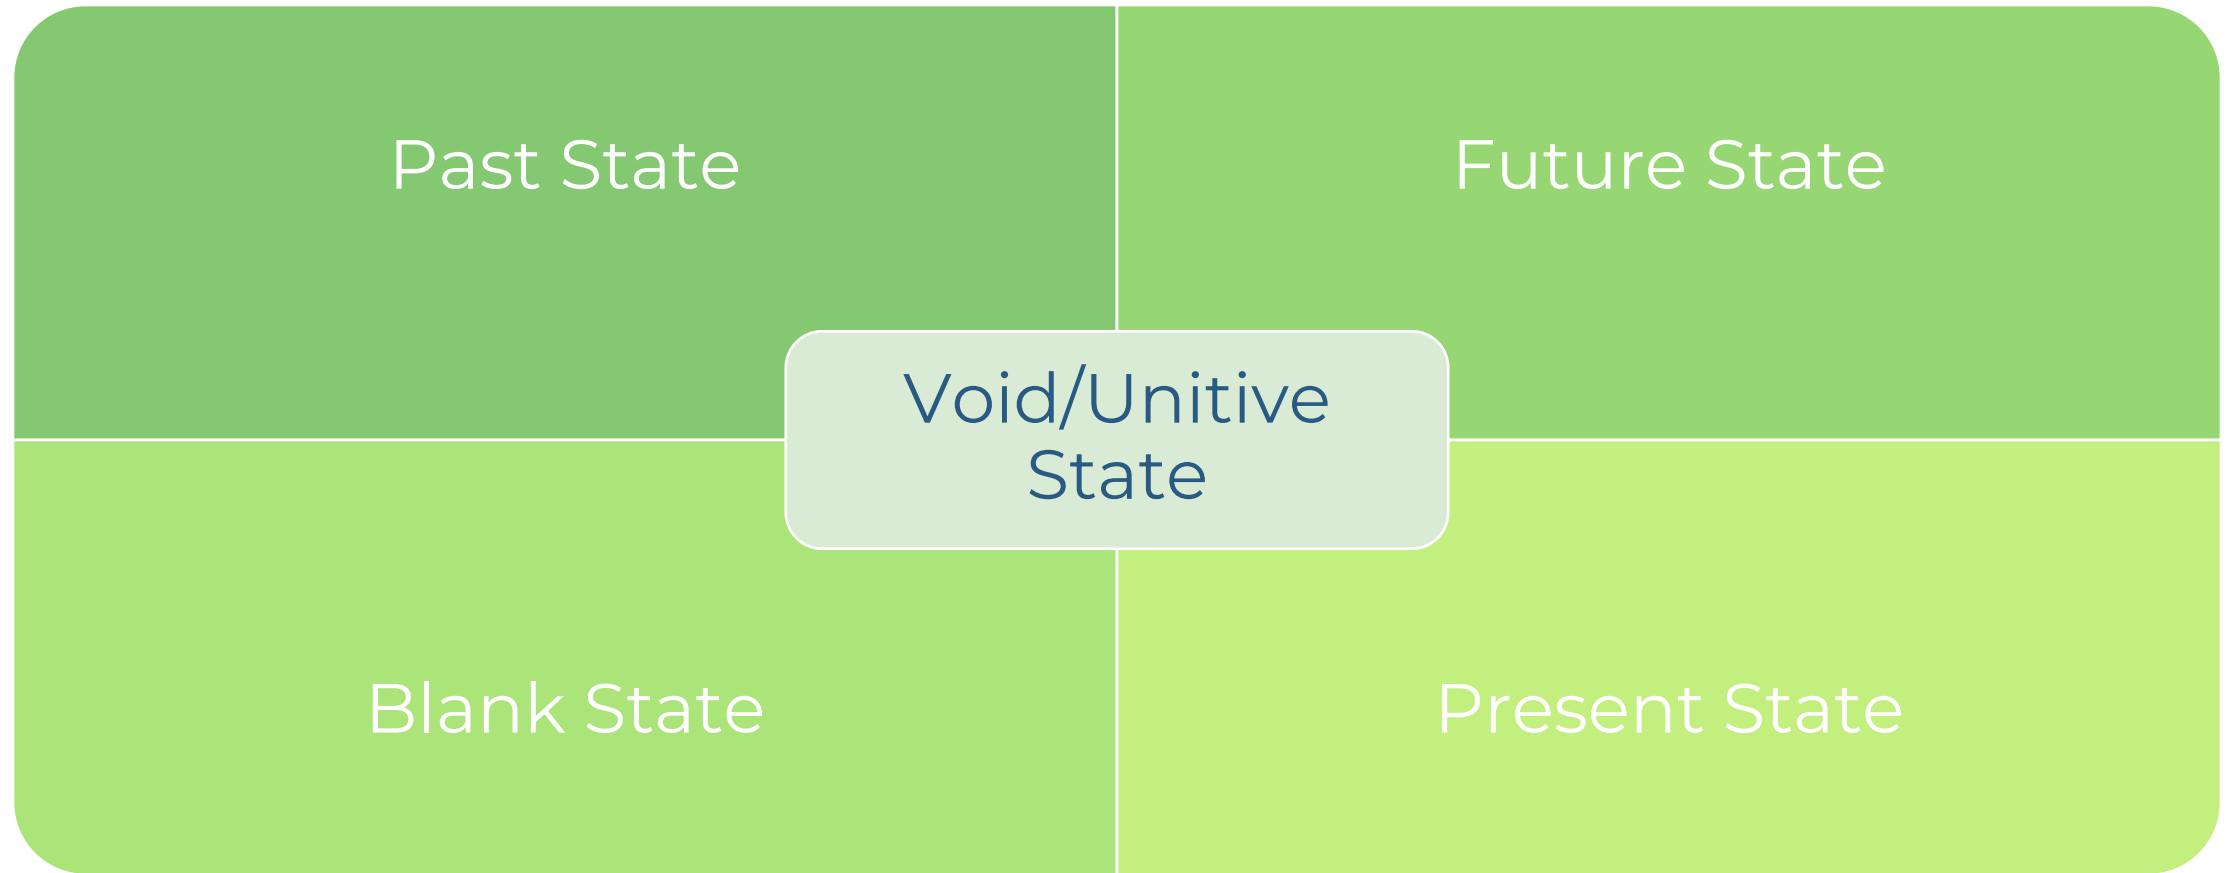 Past State
Future State
Void/Unitive
State
Blank State
Present State